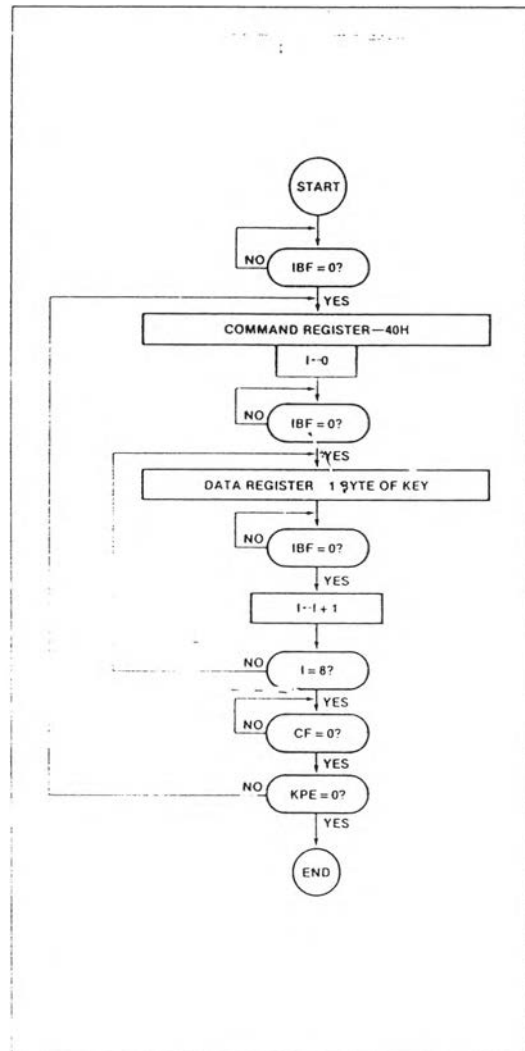 START
NO
IBF = 0?
YES
COMMAND REGISTER—40H
I--0
NO
IBF = 0?
YES
DATA REGISTER 1 BYTE OF KEY
NO
IBF = 0?
YES
I--I + 1
NO
I = 8?
YES
NO
CF = 0?
YES
NO
KPE = 0?
YES
END